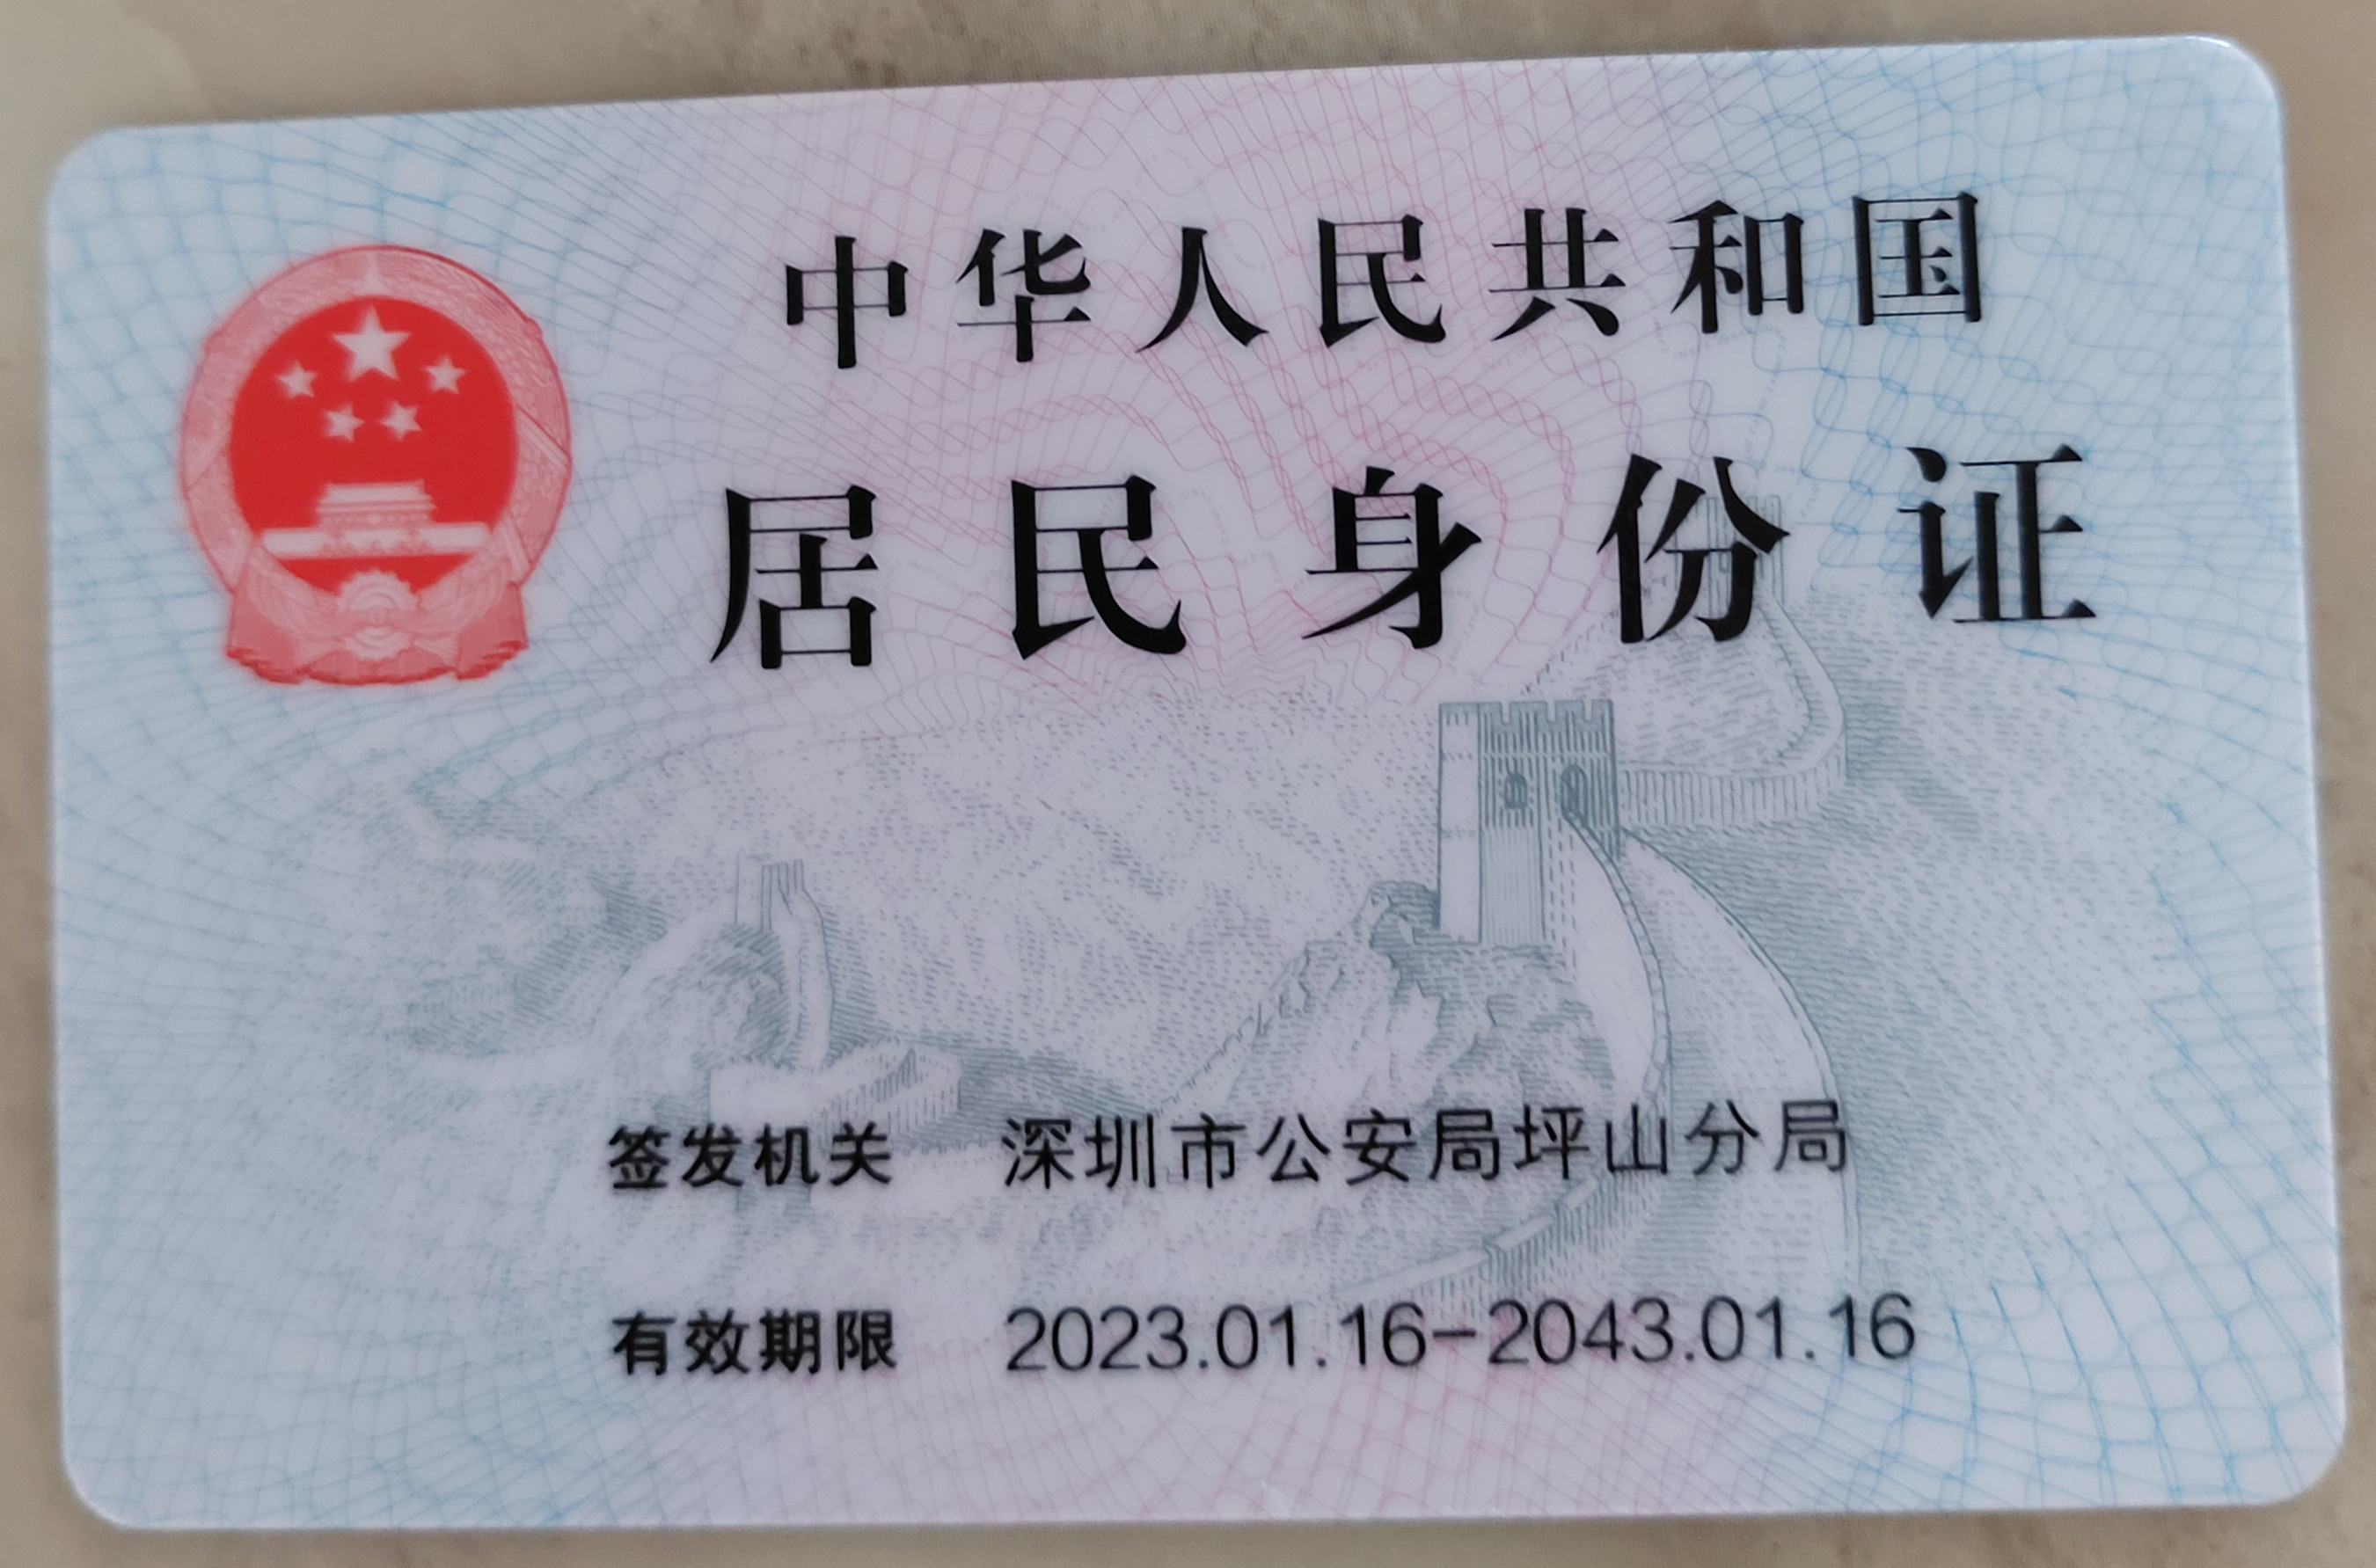 中华人民共和国
居民身份证
签发机关 深圳市公安局坪山分局
有效期限 2023.01.16-2043.01.16